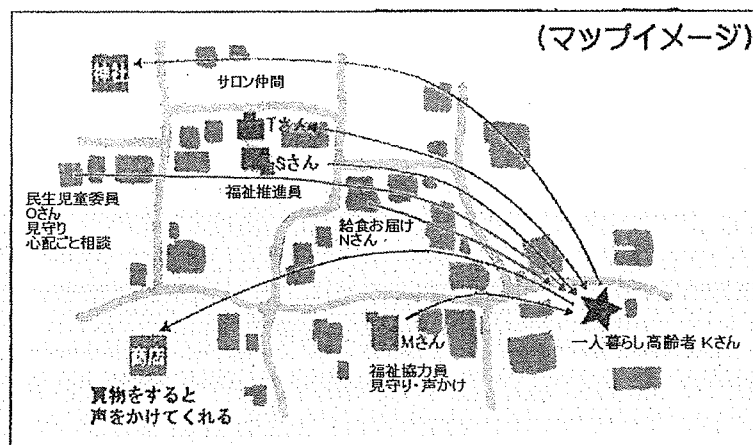 (マップイメージ)
神社
サロン仲間
Tさん
Sさん
福祉推進員
民生児童委員
Oさん
見守り
心配ごと相談
給食お届け
Nさん
商店
買物をすると
声をかけてくれる
Mさん
福祉協力員
見守り・声かけ
一人暮らし高齢者 Kさん